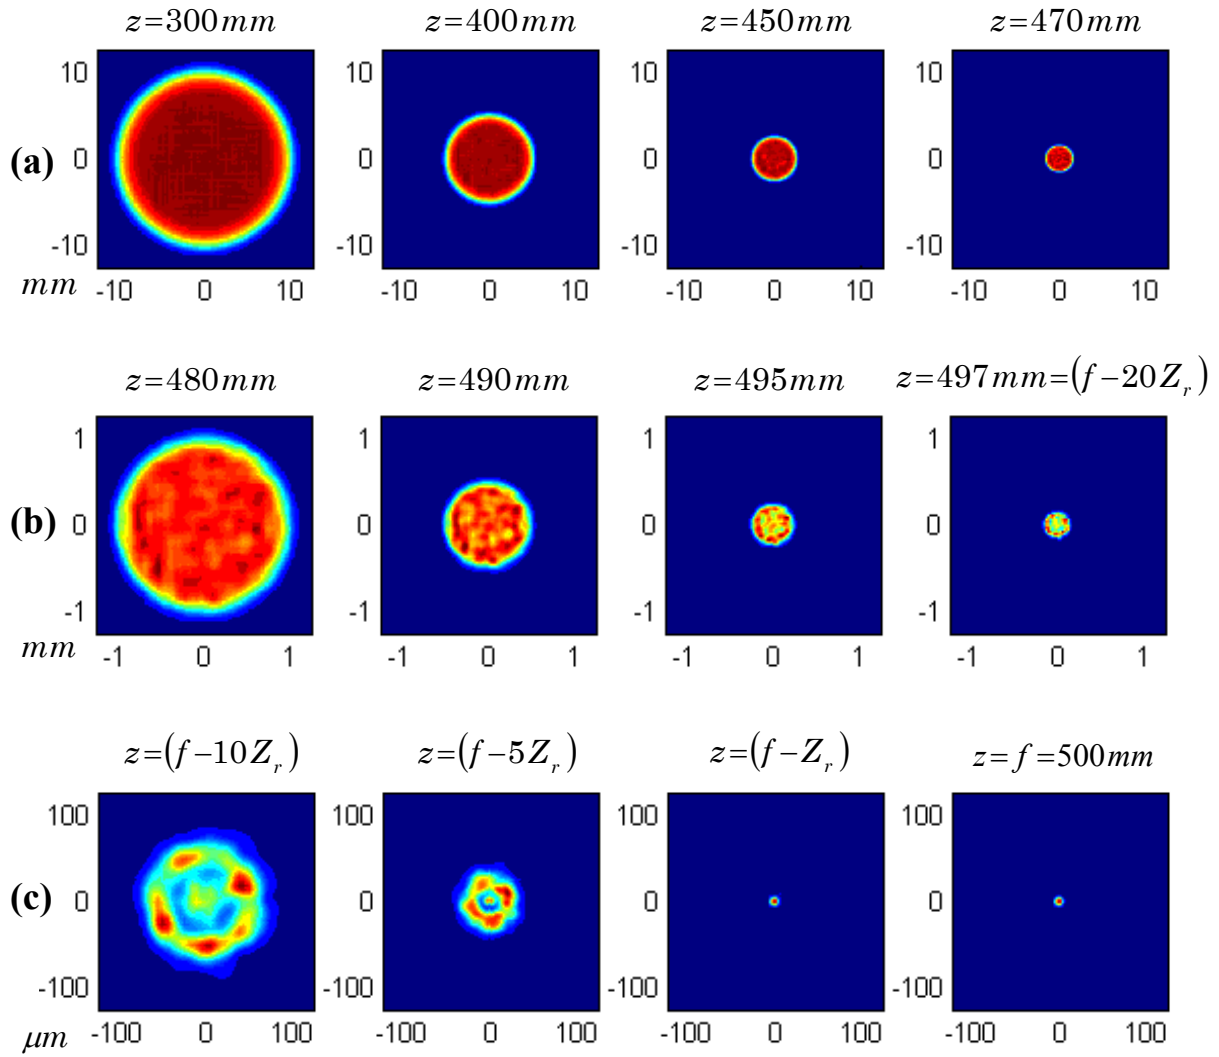 z=300mm z=400mm z=450mm z=470mm
10 10 10 10
(a) 0 0 0 0
-10 -10 -10 -10
mm -10 0 10 -10 0 10 -10 0 10 -10 0 10
z=480mm z=490mm z=495mm z=497mm=(f−20Z_r)
1 1 1 1
(b) 0 0 0 0
-1 -1 -1 -1
mm -1 0 1 -1 0 1 -1 0 1 -1 0 1
z=(f−10Z_r) z=(f−5Z_r) z=(f−Z_r) z=f=500mm
100 100 100 100
(c) 0 0 0 0
-100 -100 -100 -100
μm -100 0 100 -100 0 100 -100 0 100 -100 0 100